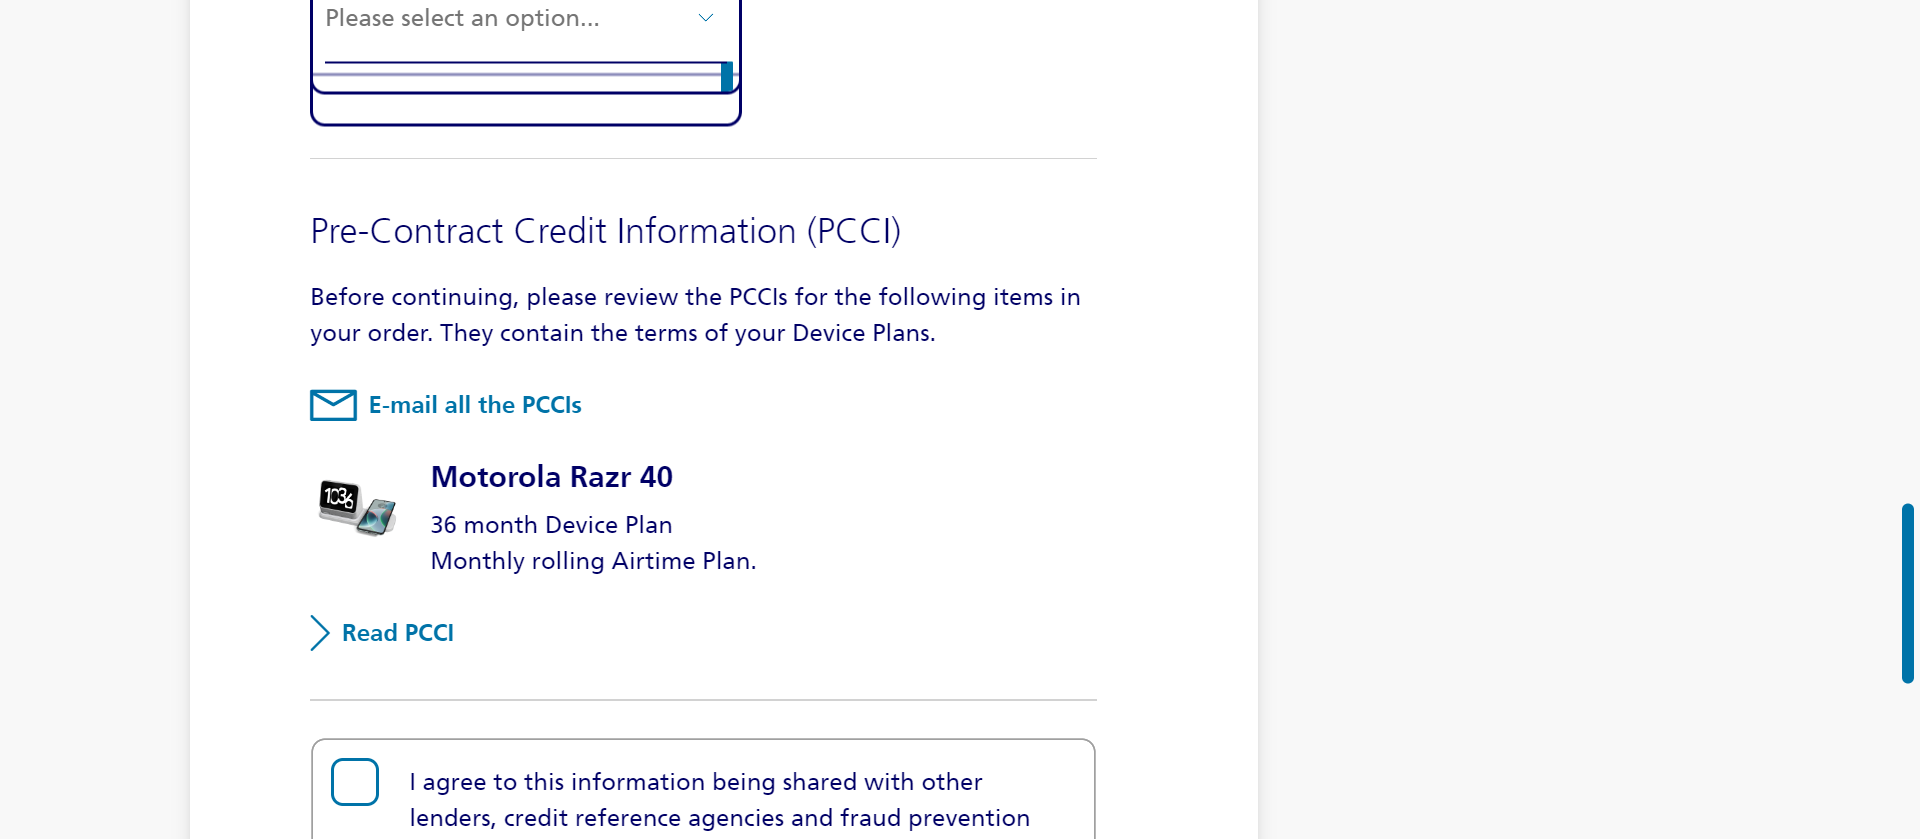 Please select an option...
Pre-Contract Credit Information (PCCI)
Before continuing, please review the PCCIs for the following items in
your order. They contain the terms of your Device Plans.
E-mail all the PCCIs
Motorola Razr 40
10:36
36 month Device Plan
Monthly rolling Airtime Plan.
Read PCCI
I agree to this information being shared with other
lenders, credit reference agencies and fraud prevention